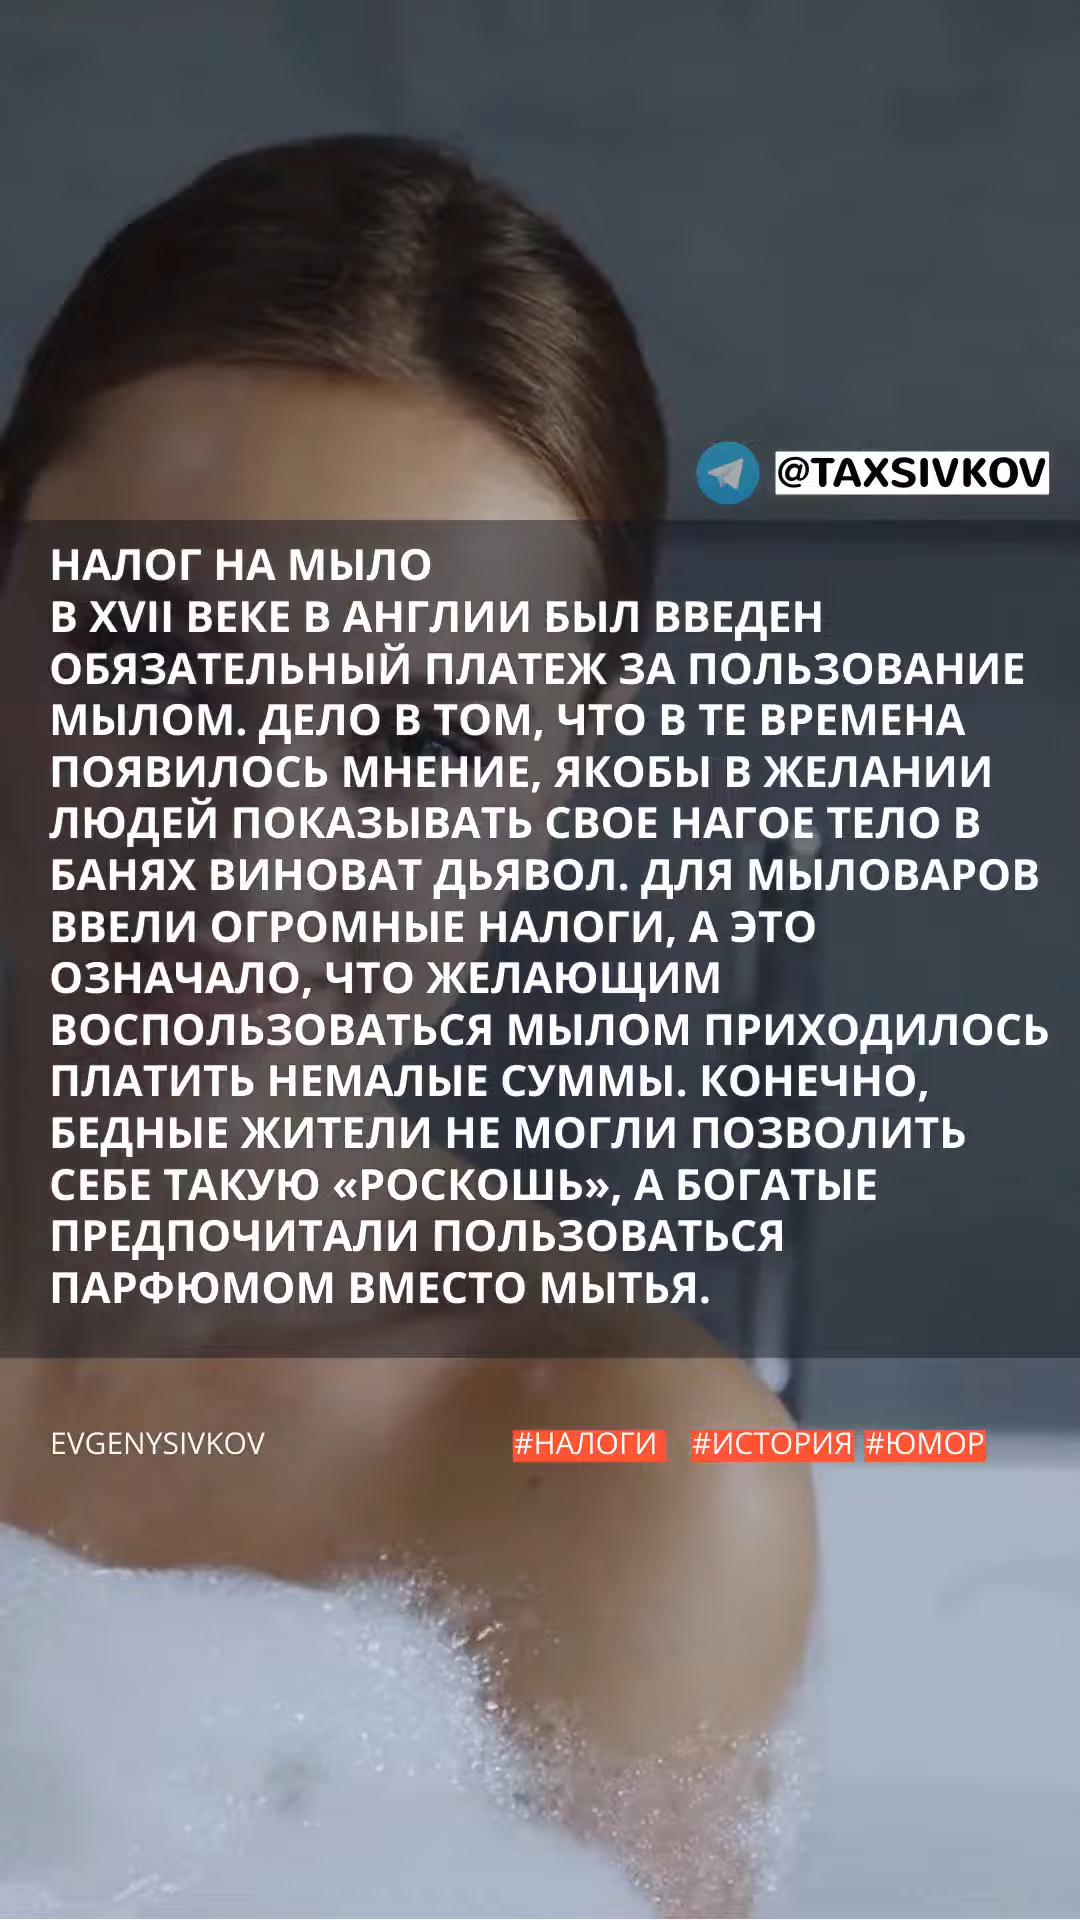 @TAXSIVKOV
НАЛОГ НА МЫЛО
В XVII ВЕКЕ В АНГЛИИ БЫЛ ВВЕДЕН
ОБЯЗАТЕЛЬНЫЙ ПЛАТЕЖ ЗА ПОЛЬЗОВАНИЕ
МЫЛОМ. ДЕЛО В ТОМ, ЧТО В ТЕ ВРЕМЕНА
ПОЯВИЛОСЬ МНЕНИЕ, ЯКОБЫ В ЖЕЛАНИИ
ЛЮДЕЙ ПОКАЗЫВАТЬ СВОЕ НАГОЕ ТЕЛО В
БАНЯХ ВИНОВАТ ДЬЯВОЛ. ДЛЯ МЫЛОВАРОВ
ВВЕЛИ ОГРОМНЫЕ НАЛОГИ, А ЭТО
ОЗНАЧАЛО, ЧТО ЖЕЛАЮЩИМ
ВОСПОЛЬЗОВАТЬСЯ МЫЛОМ ПРИХОДИЛОСЬ
ПЛАТИТЬ НЕМАЛЫЕ СУММЫ. КОНЕЧНО,
БЕДНЫЕ ЖИТЕЛИ НЕ МОГЛИ ПОЗВОЛИТЬ
СЕБЕ ТАКУЮ «РОСКОШЬ», А БОГАТЫЕ
ПРЕДПОЧИТАЛИ ПОЛЬЗОВАТЬСЯ
ПАРФЮМОМ ВМЕСТО МЫТЬЯ.
EVGENYSIVKOV #НАЛОГИ #ИСТОРИЯ #ЮМОР